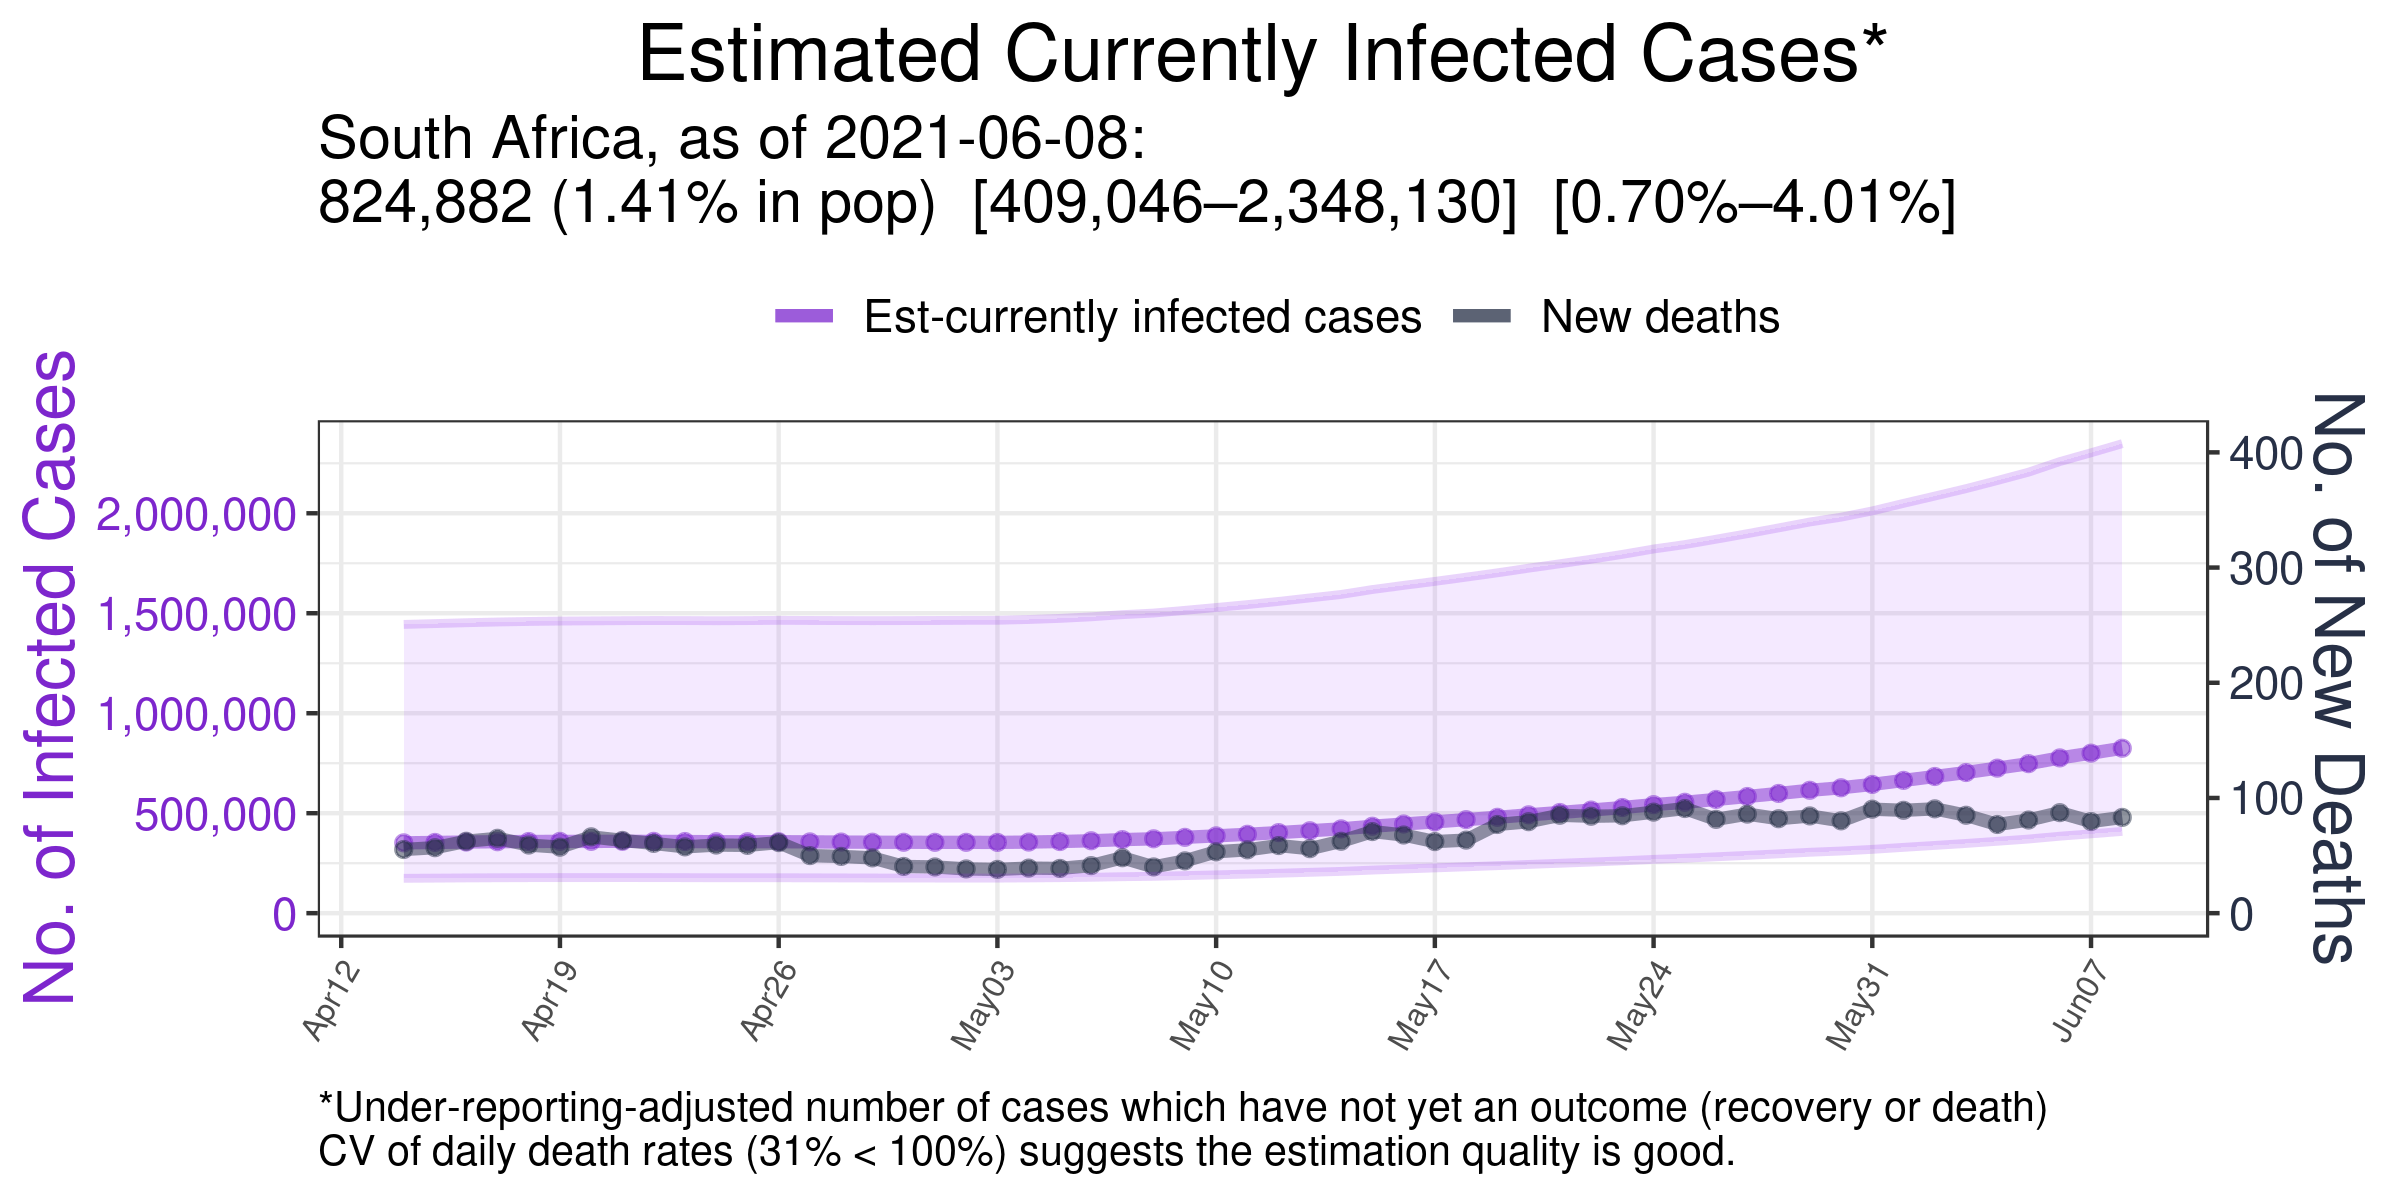 Estimated Currently Infected Cases*
South Africa, as of 2021-06-08:
824,882 (1.41% in pop) [409,046–2,348,130] [0.70%–4.01%]
Est-currently infected cases New deaths
No. of Infected Cases
2,000,000
1,500,000
1,000,000
500,000
0
400
300
200
100
0
No. of New Deaths
Apr12 Apr19 Apr26 May03 May10 May17 May24 May31 Jun07
*Under-reporting-adjusted number of cases which have not yet an outcome (recovery or death)
CV of daily death rates (31% < 100%) suggests the estimation quality is good.